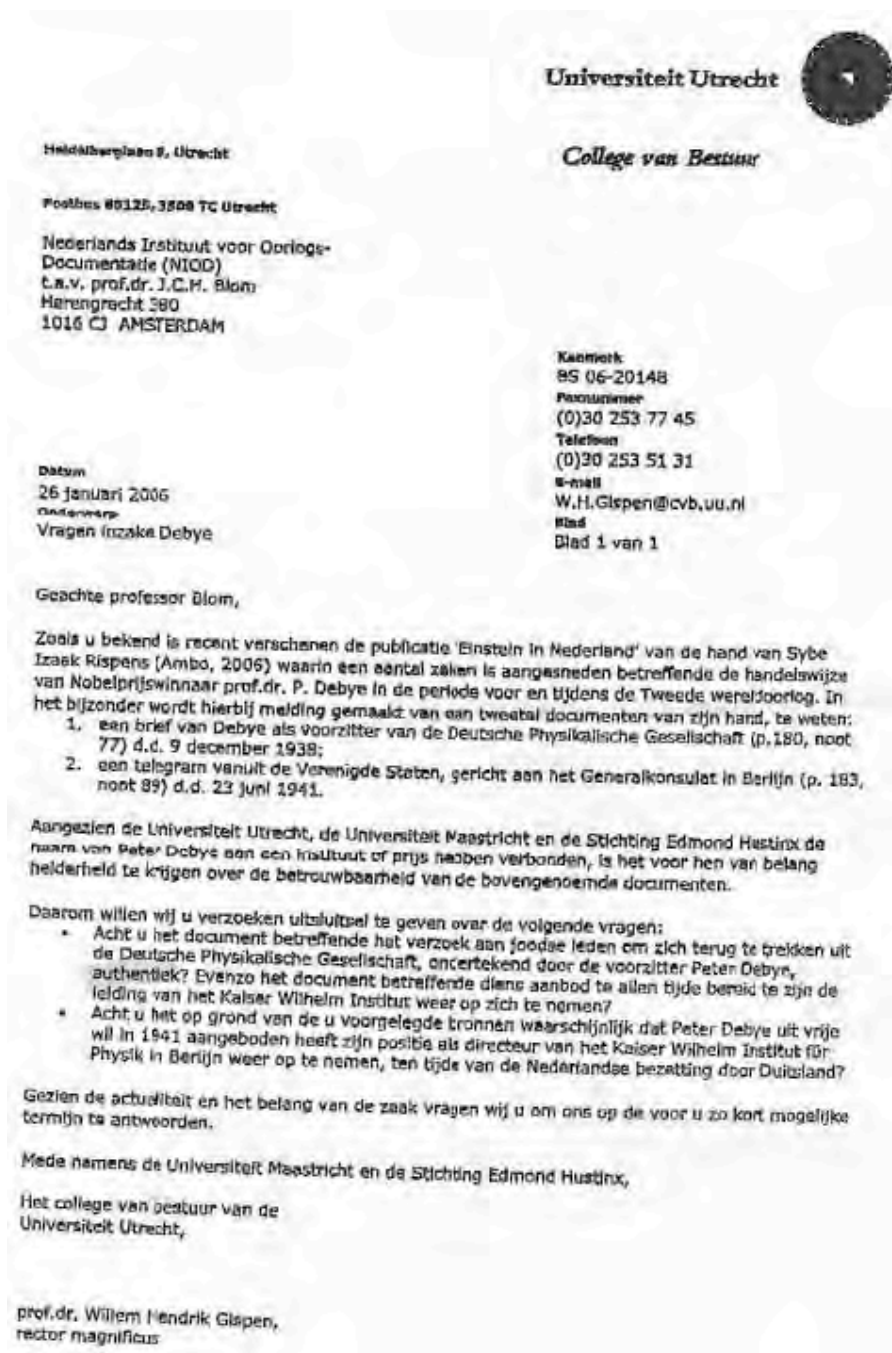 Universiteit Utrecht
College van Bestuur
Heidelberglaan 8, Utrecht
Postbus 80125, 3508 TC Utrecht
Nederlands Instituut voor Oorlogs-
Documentatie (NIOD)
t.a.v. prof.dr. J.C.H. Blom
Herengracht 380
1016 CJ AMSTERDAM
Kenmerk
BS 06-20148
Faxnummer
(0)30 253 77 45
Telefoon
(0)30 253 51 31
E-mail
W.H.Gispen@cvb.uu.nl
Blad
Blad 1 van 1
Datum
26 januari 2006
Onderwerp
Vragen inzake Debye
Geachte professor Blom,
Zoals u bekend is recent verschenen de publicatie 'Einstein in Nederland' van de hand van Sybe
Izaak Rispens (Ambo, 2006) waarin een aantal zaken is aangesneden betreffende de handelswijze
van Nobelprijswinnaar prof.dr. P. Debye in de periode voor en tijdens de Tweede wereldoorlog. In
het bijzonder wordt hierbij melding gemaakt van een tweetal documenten van zijn hand, te weten:
1. een brief van Debye als voorzitter van de Deutsche Physikalische Gesellschaft (p.180, noot
77) d.d. 9 december 1938;
2. een telegram vanuit de Verenigde Staten, gericht aan het Generalkonsulat in Berlijn (p. 183,
noot 89) d.d. 23 juni 1941.
Aangezien de Universiteit Utrecht, de Universiteit Maastricht en de Stichting Edmond Hustinx de
naam van Peter Debye aan een instituut of prijs hebben verbonden, is het voor hen van belang
helderheid te krijgen over de betrouwbaarheid van de bovengenoemde documenten.
Daarom willen wij u verzoeken uitsluitsel te geven over de volgende vragen:
• Acht u het document betreffende het verzoek aan joodse leden om zich terug te trekken uit
de Deutsche Physikalische Gesellschaft, ondertekend door de voorzitter Peter Debye,
authentiek? Evenzo het document betreffende diens aanbod te allen tijde bereid te zijn de
leiding van het Kaiser Wilhelm Institut weer op zich te nemen?
• Acht u het op grond van de u voorgelegde bronnen waarschijnlijk dat Peter Debye uit vrije
wil in 1941 aangeboden heeft zijn positie als directeur van het Kaiser Wilhelm Institut für
Physik in Berlijn weer op te nemen, ten tijde van de Nederlandse bezetting door Duitsland?
Gezien de actualiteit en het belang van de zaak vragen wij u om ons op de voor u zo kort mogelijke
termijn te antwoorden.
Mede namens de Universiteit Maastricht en de Stichting Edmond Hustinx,
Het college van bestuur van de
Universiteit Utrecht,
prof.dr. Willem Hendrik Gispen,
rector magnificus